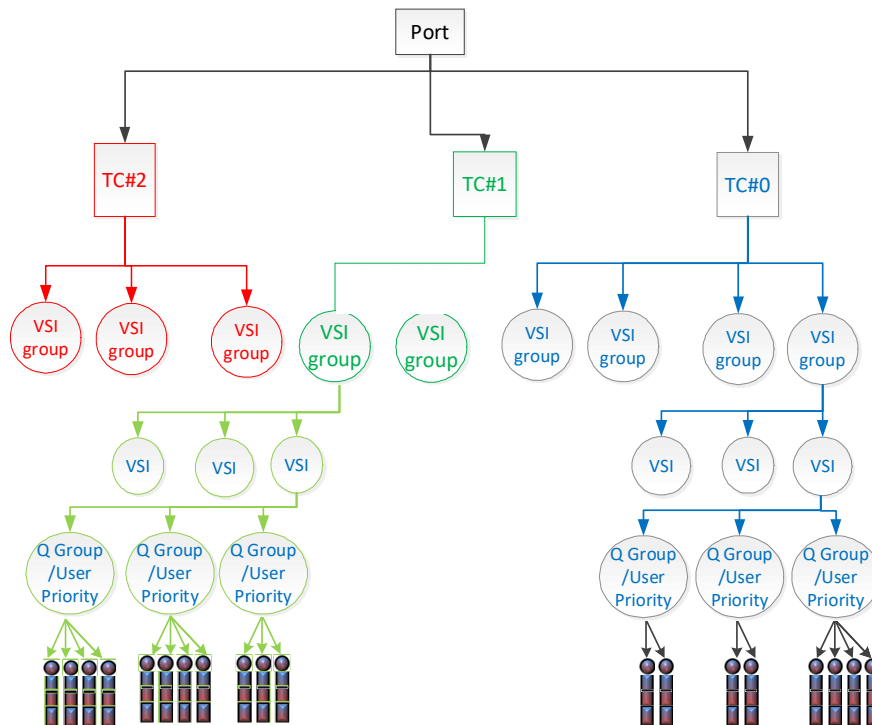 Port
TC#2
TC#1
TC#0
VSI
group
VSI
group
VSI
group
VSI
group
VSI
group
VSI
group
VSI
group
VSI
group
VSI
group
VSI
VSI
VSI
VSI
VSI
VSI
Q Group
/User
Priority
Q Group
/User
Priority
Q Group
/User
Priority
Q Group
/User
Priority
Q Group
/User
Priority
Q Group
/User
Priority